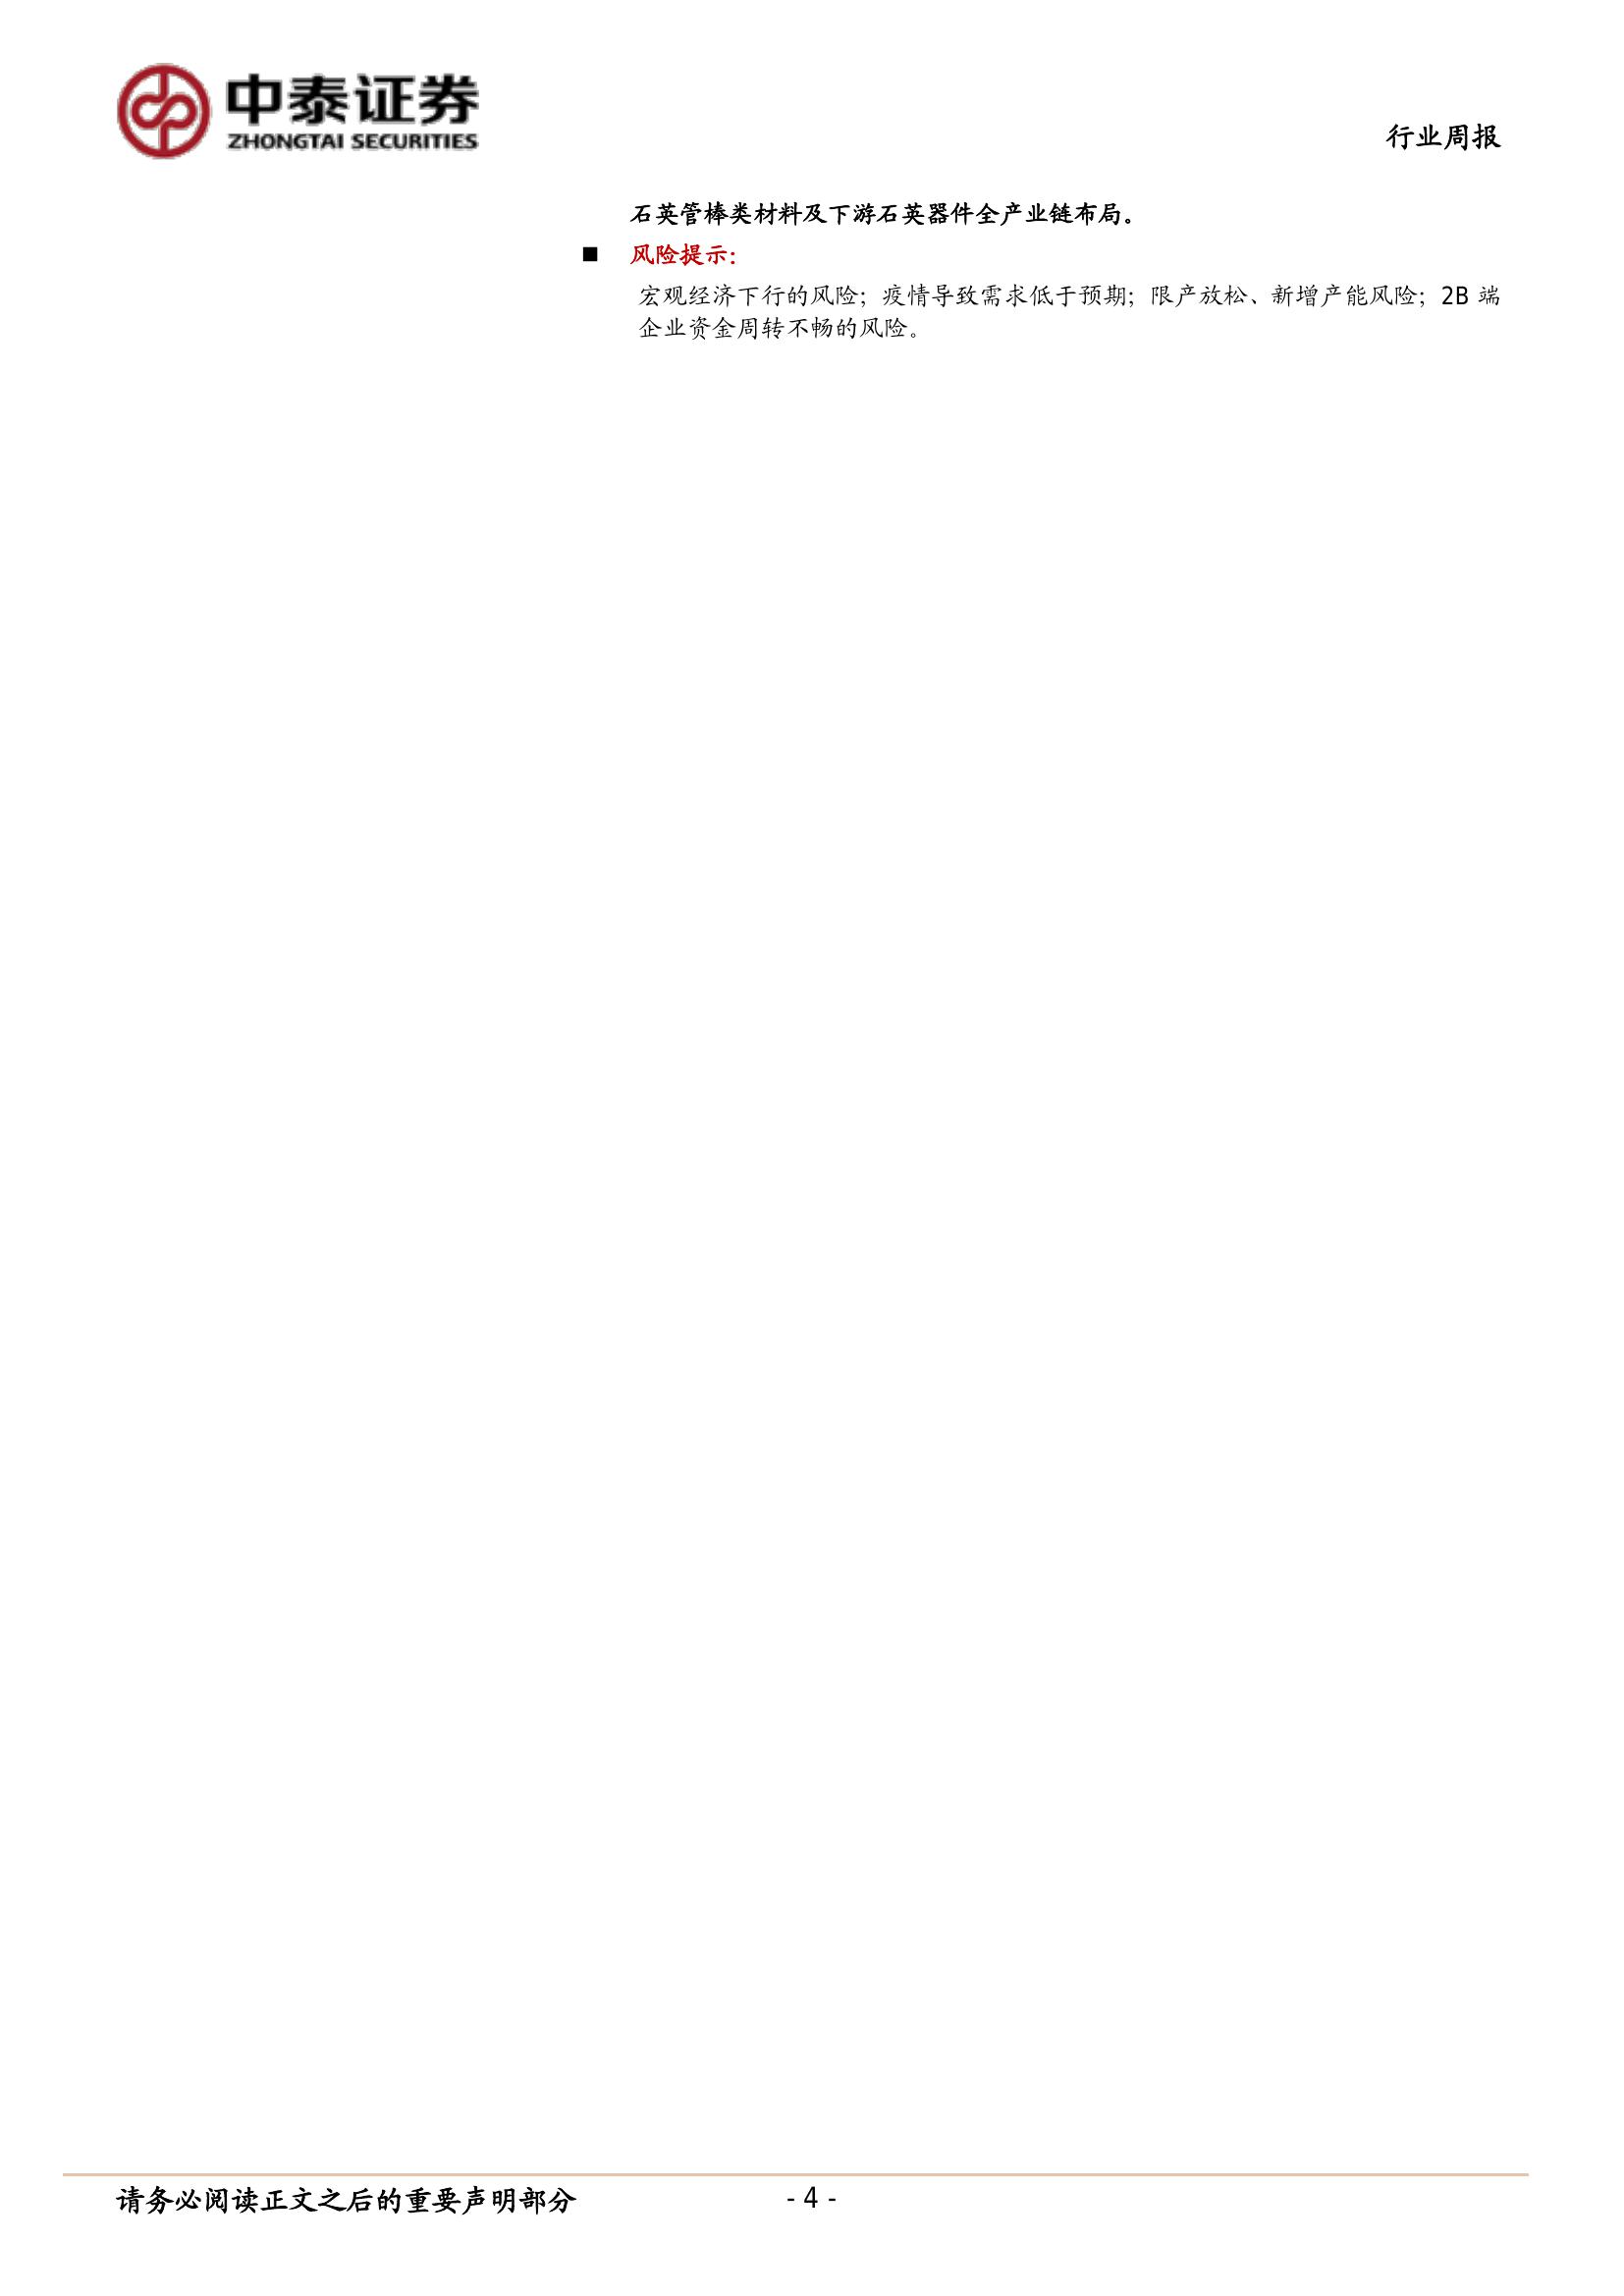 中泰证券
ZHONGTAI SECURITIES
行业周报
石英管棒类材料及下游石英器件全产业链布局。
■ 风险提示：
宏观经济下行的风险；疫情导致需求低于预期；限产放松、新增产能风险；2B 端
企业资金周转不畅的风险。
请务必阅读正文之后的重要声明部分
- 4 -